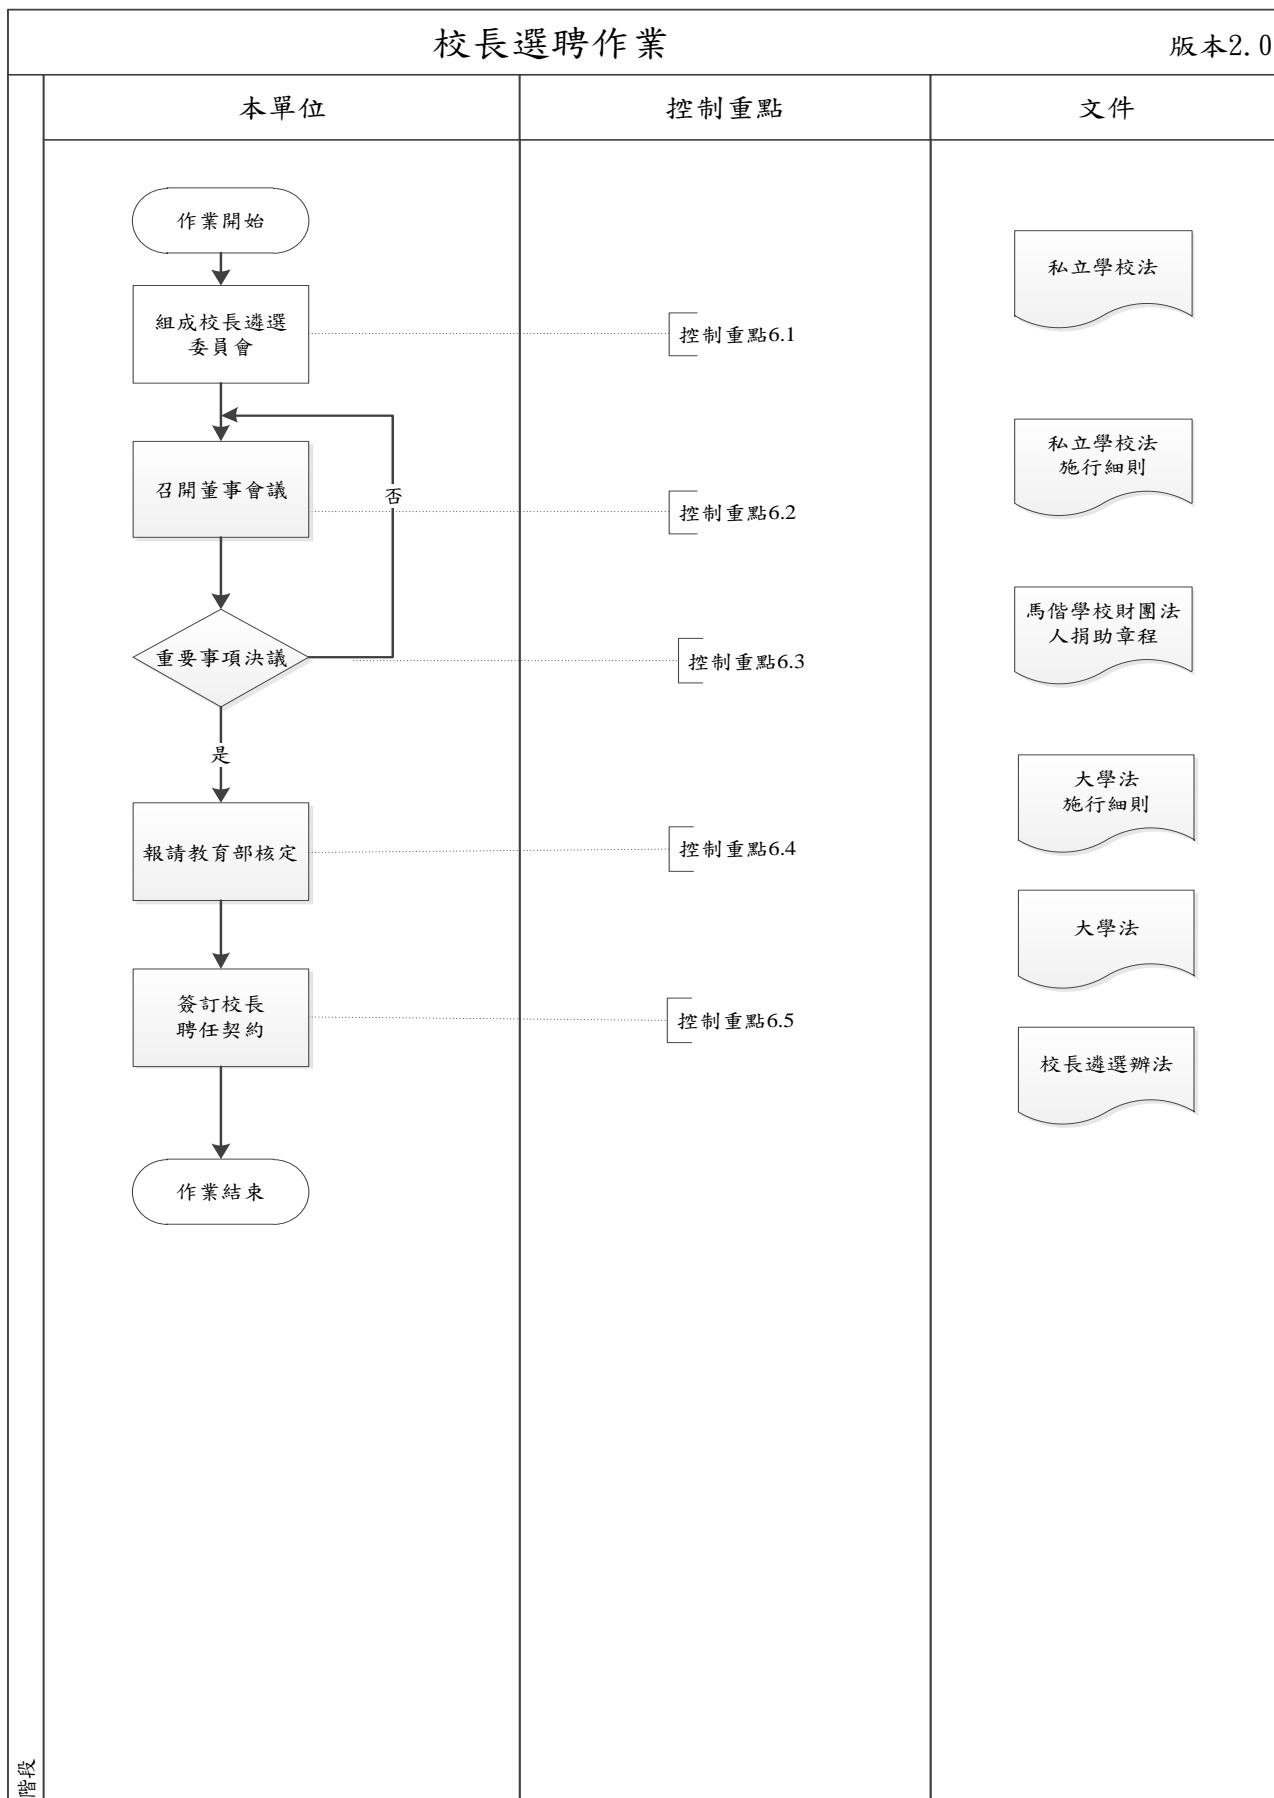 校長選聘作業
版本2.0
本單位
控制重點
文件
作業開始
組成校長遴選
委員會
召開董事會議
否
重要事項決議
是
報請教育部核定
簽訂校長
聘任契約
作業結束
控制重點6.1
控制重點6.2
控制重點6.3
控制重點6.4
控制重點6.5
私立學校法
私立學校法
施行細則
馬偕學校財團法
人捐助章程
大學法
施行細則
大學法
校長遴選辦法
階段